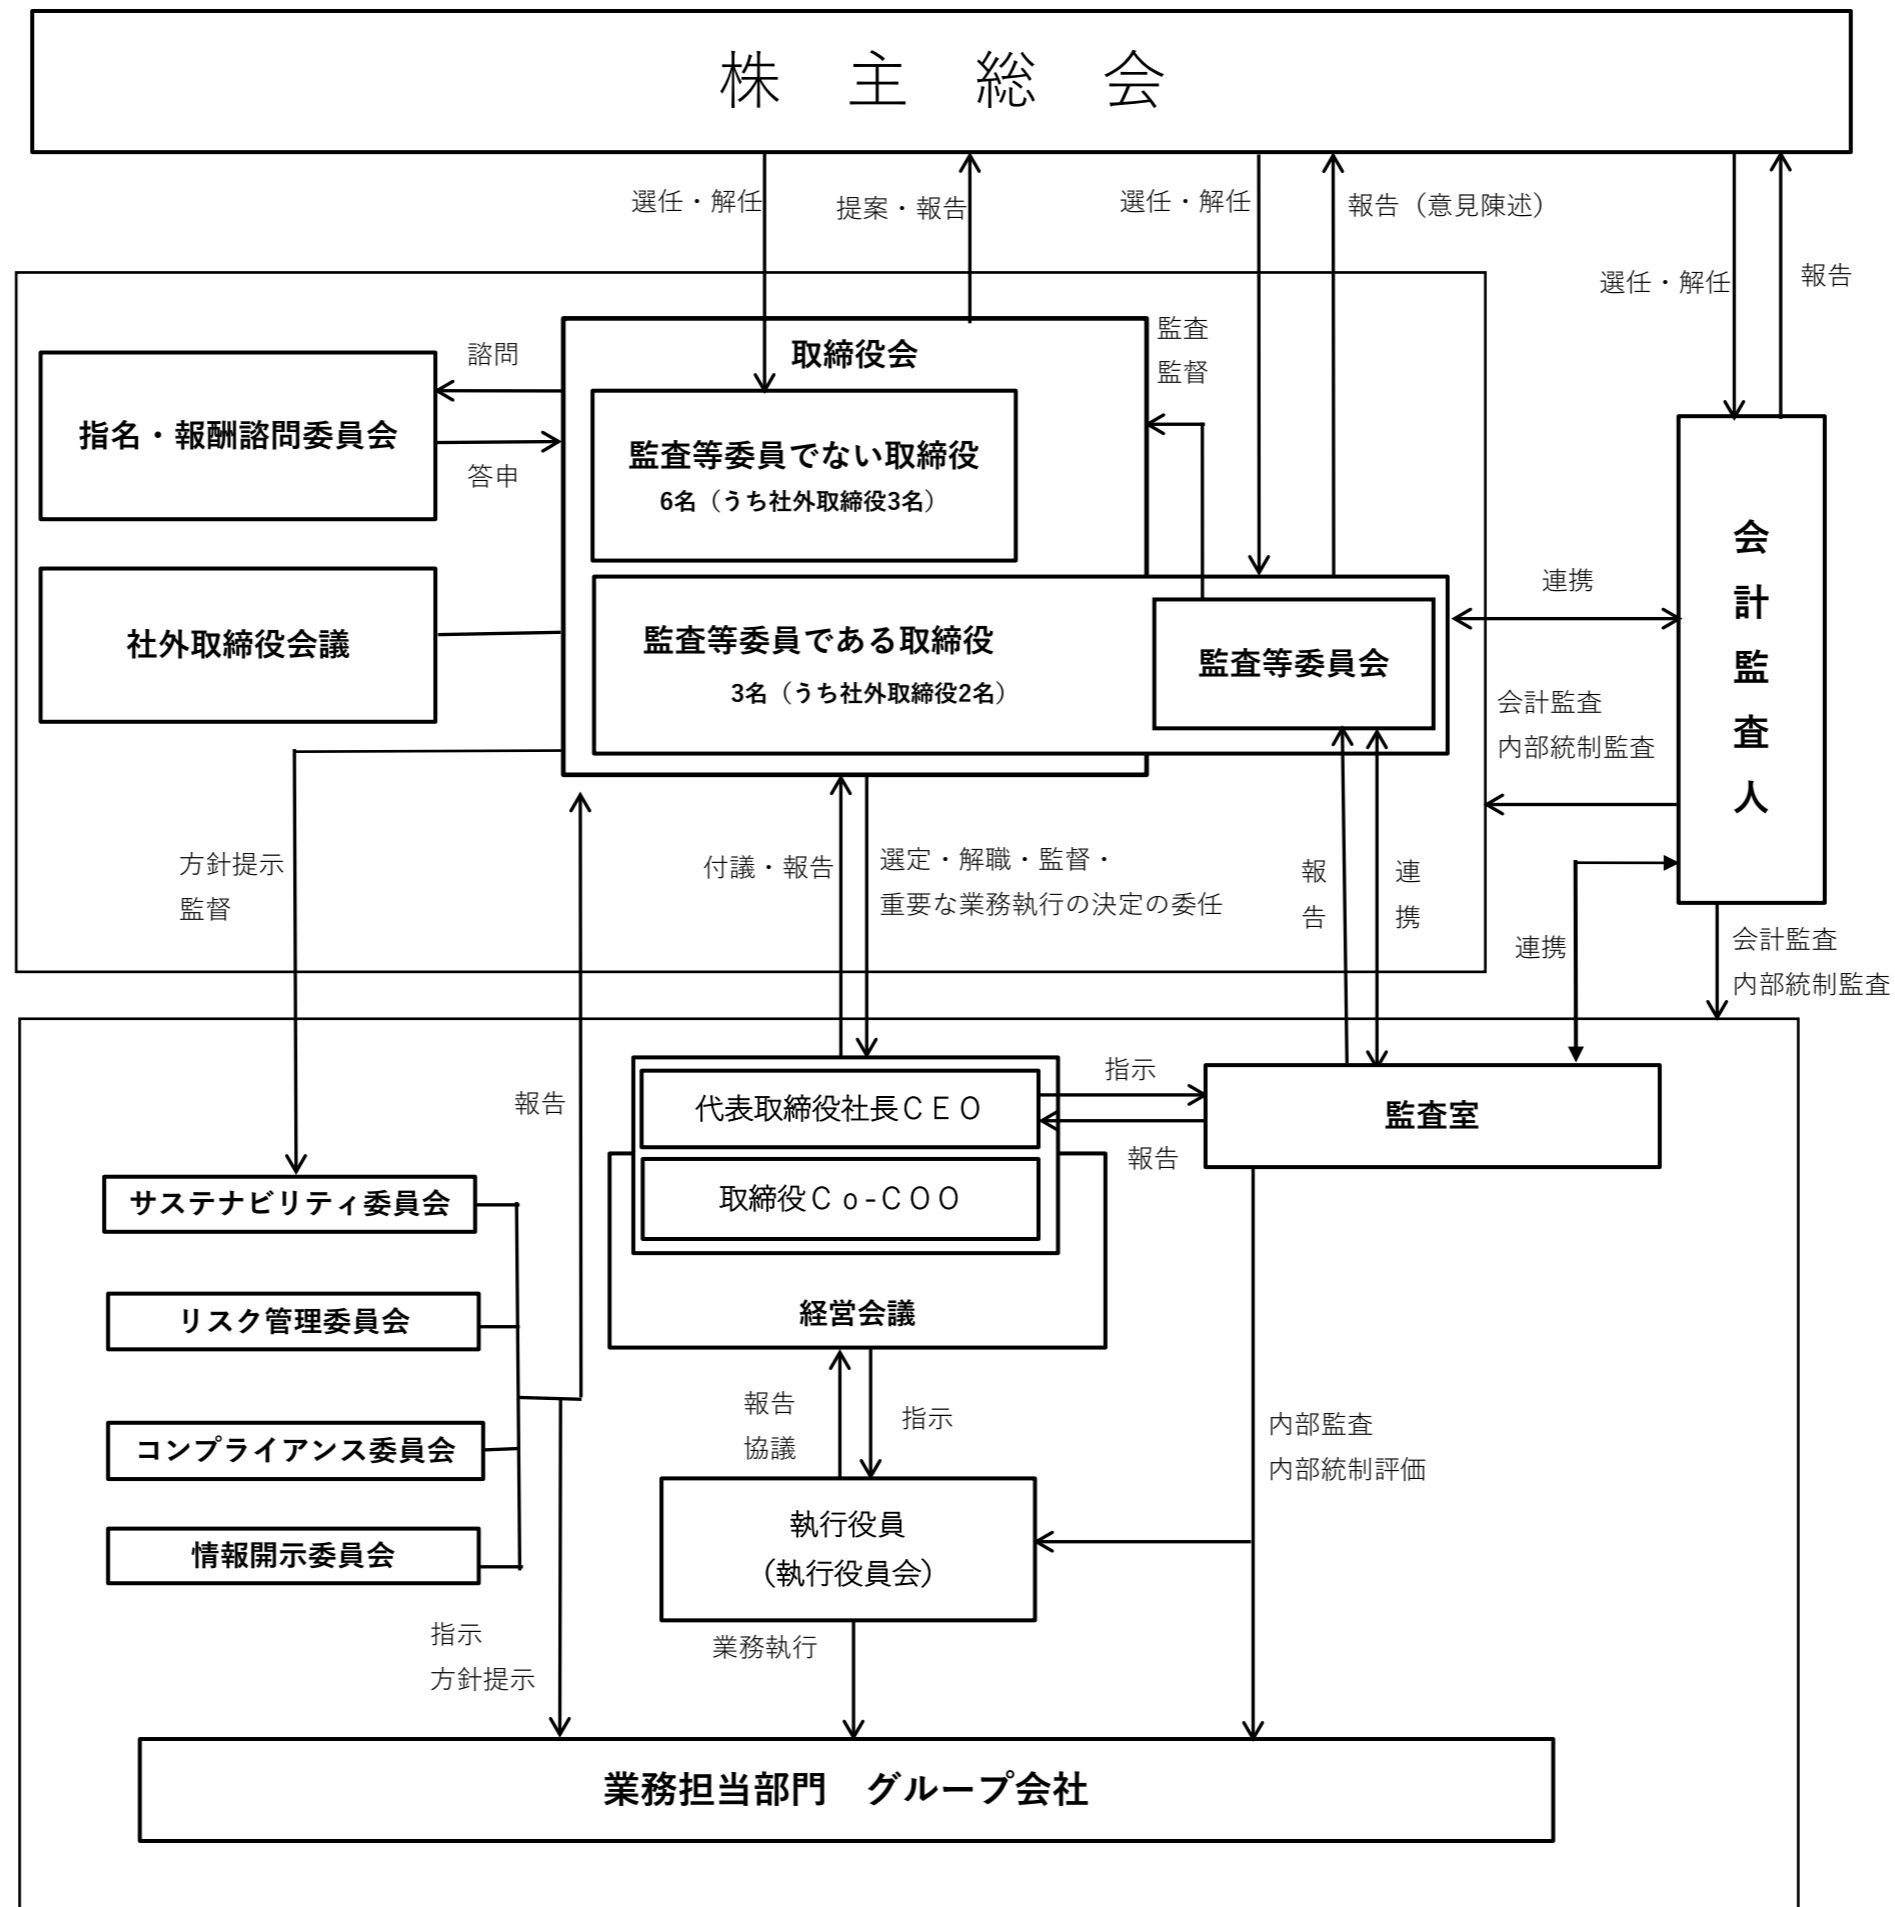 株主総会
選任・解任
提案・報告
選任・解任
報告（意見陳述）
選任・解任
報告
諮問
指名・報酬諮問委員会
答申
社外取締役会議
取締役会
監査等委員でない取締役
6名（うち社外取締役3名）
監査
監督
監査等委員である取締役
3名（うち社外取締役2名）
監査等委員会
連携
会計監査
内部統制監査
会計監査人
方針提示
監督
付議・報告
選定・解職・監督・
重要な業務執行の決定の委任
報告
連携
連携
会計監査
内部統制監査
報告
代表取締役社長ＣＥＯ
取締役Ｃｏ-ＣＯＯ
経営会議
指示
報告
監査室
サステナビリティ委員会
リスク管理委員会
コンプライアンス委員会
情報開示委員会
報告
協議
指示
内部監査
内部統制評価
執行役員
（執行役員会）
指示
方針提示
業務執行
業務担当部門　グループ会社